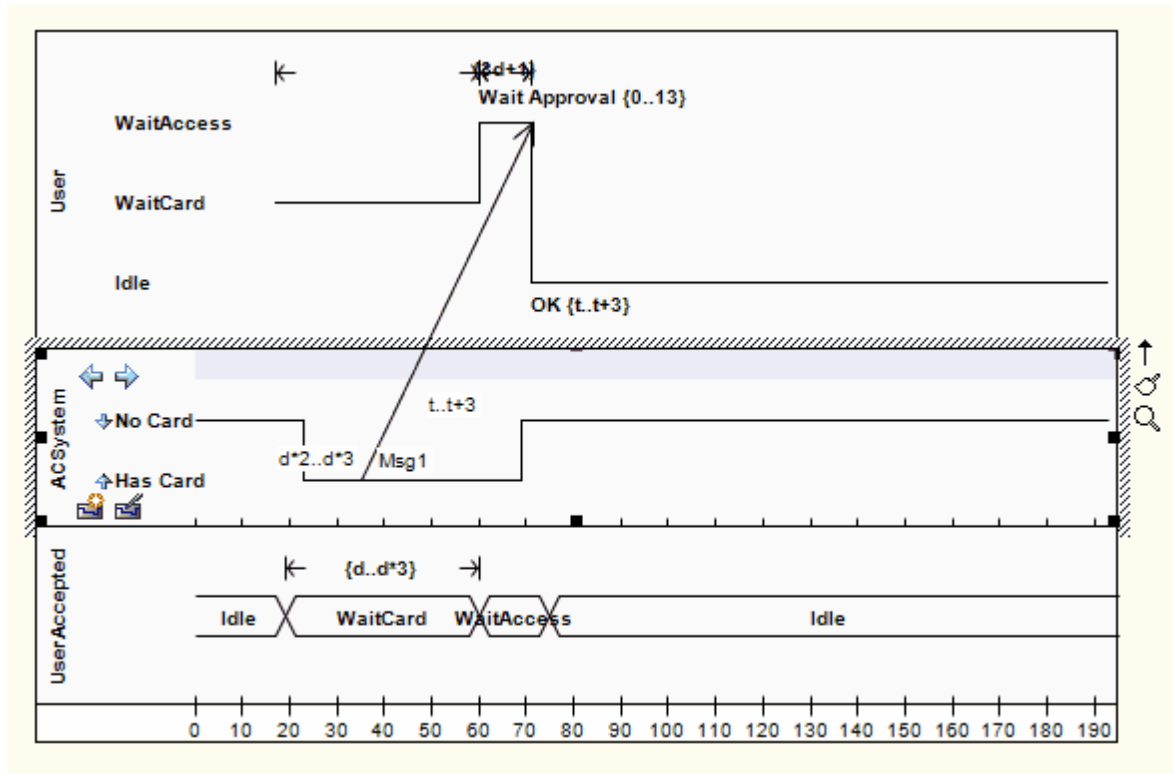 Wait Approval {0..13}
WaitAccess
User
WaitCard
Idle
OK {t..t+3}
ACSystem
t..t+3
No Card
d*2..d*3
Msg1
Has Card
UserAccepted
{d..d*3}
Idle WaitCard WaitAccess Idle
0 10 20 30 40 50 60 70 80 90 100 110 120 130 140 150 160 170 180 190